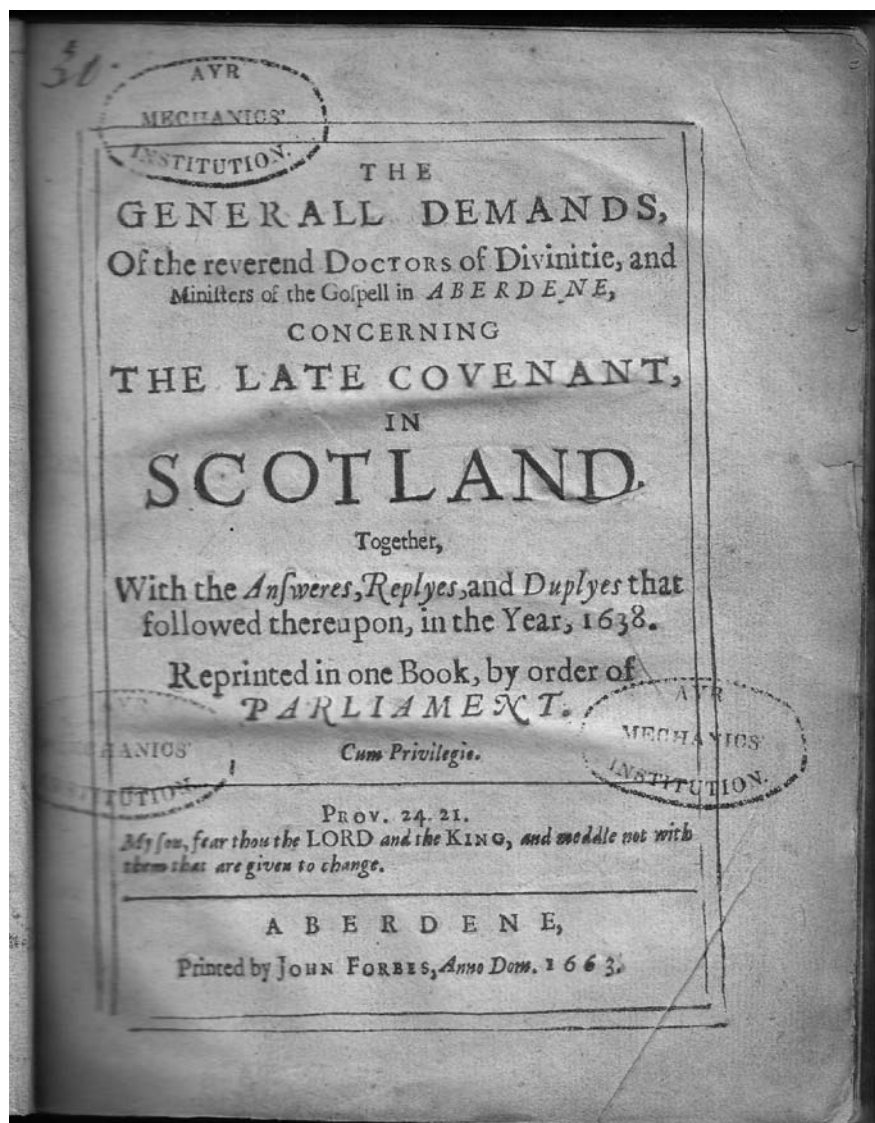 30.
AYR
MECHANICS'
INSTITUTION.
THE
GENERALL DEMANDS,
Of the reverend DOCTORS of Divinitie, and
Miniſters of the Goſpell in ABERDENE,
CONCERNING
THE LATE COVENANT,
IN
SCOTLAND.
Together,
With the Anſweres, Replyes, and Duplyes that
followed thereupon, in the Year, 1638.
Reprinted in one Book, by order of
PARLIAMENT.
Cum Privilegio.
AYR
MECHANICS'
INSTITUTION.
AYR
MECHANICS'
INSTITUTION.
PROV. 24. 21.
My ſon, fear thou the LORD and the KING, and meddle not with
them that are given to change.
ABERDENE,
Printed by JOHN FORBES, Anno Dom. 1663.